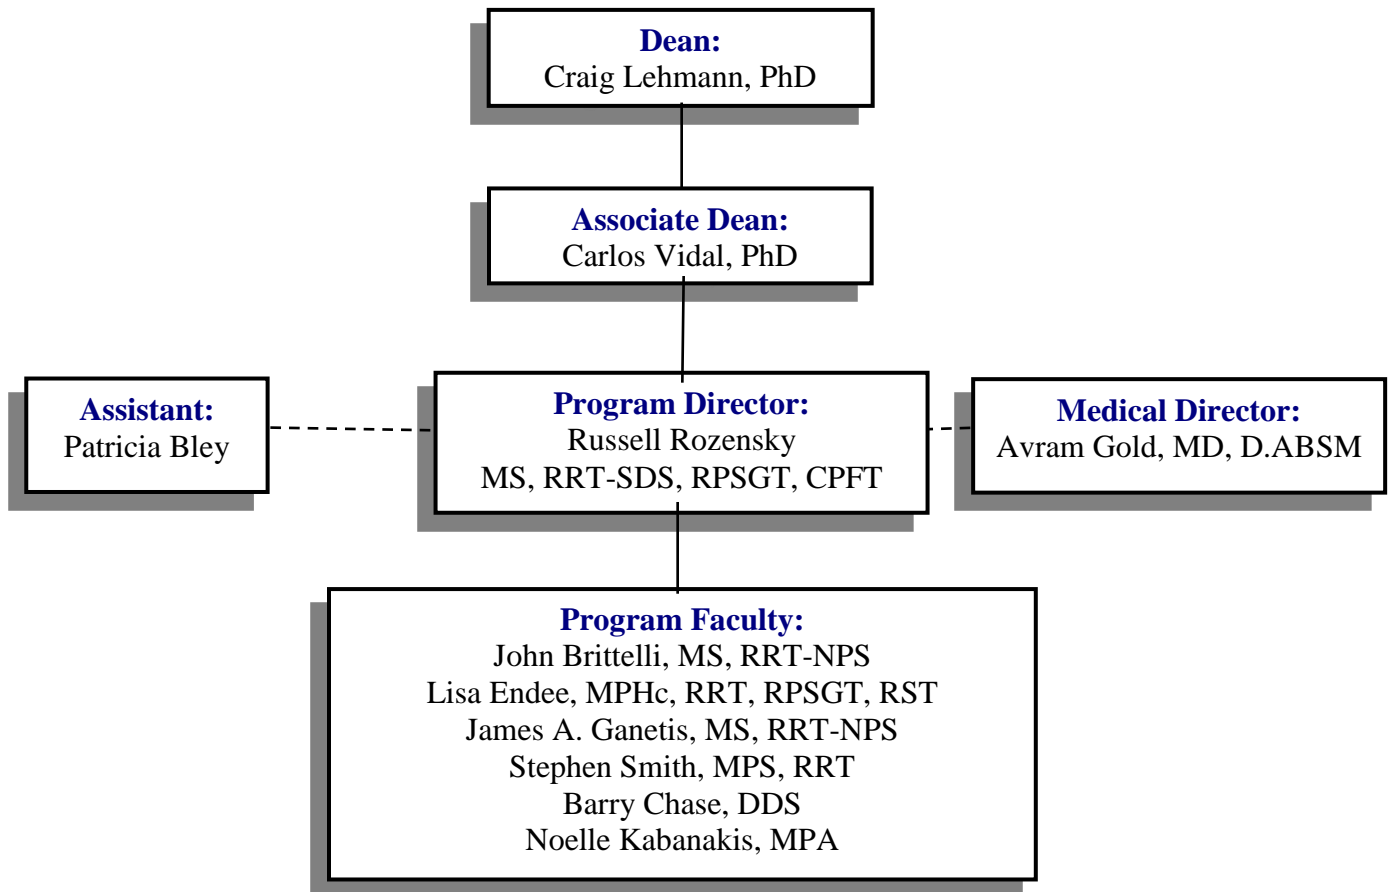 Dean:
Craig Lehmann, PhD
Associate Dean:
Carlos Vidal, PhD
Assistant:
Patricia Bley
Program Director:
Russell Rozensky
MS, RRT-SDS, RPSGT, CPFT
Medical Director:
Avram Gold, MD, D.ABSM
Program Faculty:
John Brittelli, MS, RRT-NPS
Lisa Endee, MPHc, RRT, RPSGT, RST
James A. Ganetis, MS, RRT-NPS
Stephen Smith, MPS, RRT
Barry Chase, DDS
Noelle Kabanakis, MPA